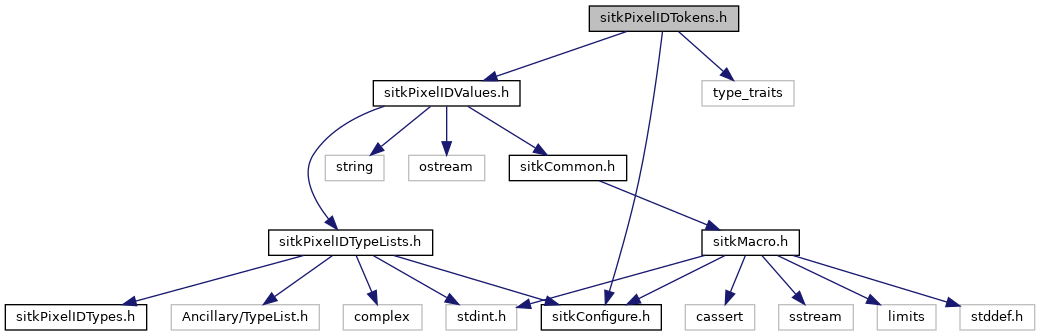 sitkPixelIDTokens.h
sitkPixelIDValues.h
type_traits
string
ostream
sitkCommon.h
sitkPixelIDTypeLists.h
sitkMacro.h
sitkPixelIDTypes.h
Ancillary/TypeList.h
complex
stdint.h
sitkConfigure.h
cassert
sstream
limits
stddef.h